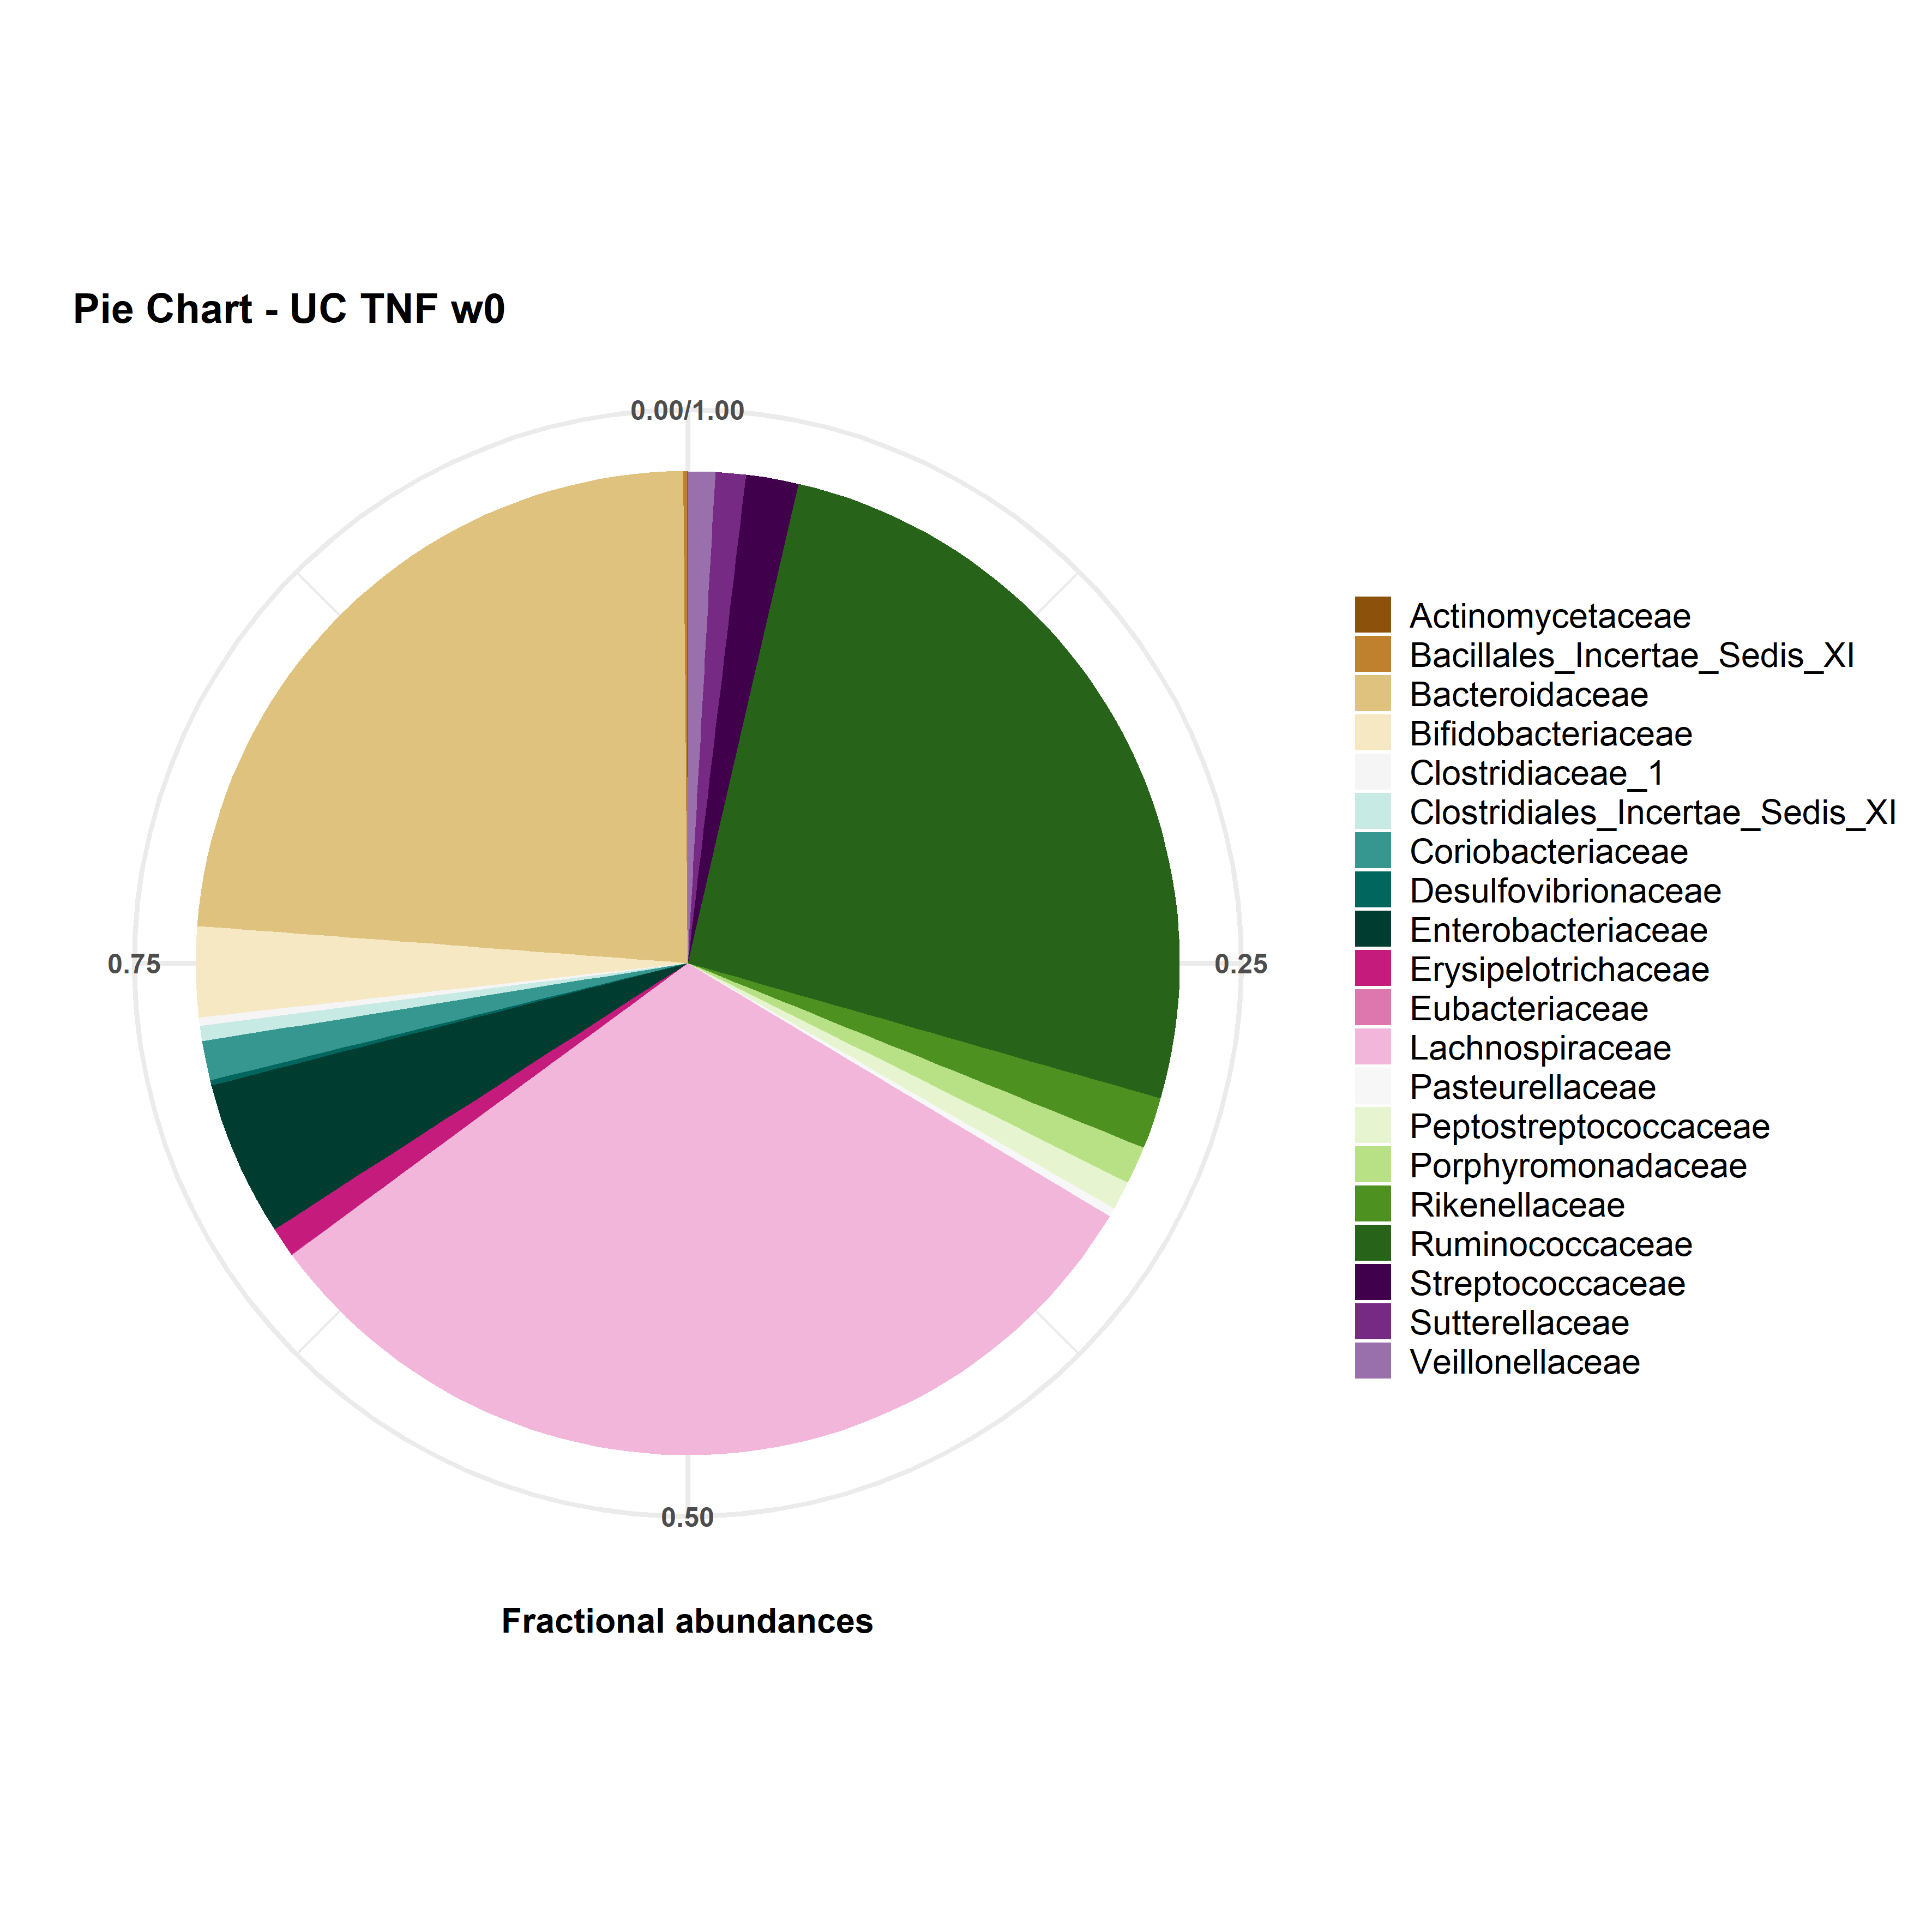 Pie Chart - UC TNF w0
0.00/1.00
0.75
0.25
0.50
Fractional abundances
Actinomycetaceae
Bacillales_Incertae_Sedis_XI
Bacteroidaceae
Bifidobacteriaceae
Clostridiaceae_1
Clostridiales_Incertae_Sedis_XI
Coriobacteriaceae
Desulfovibrionaceae
Enterobacteriaceae
Erysipelotrichaceae
Eubacteriaceae
Lachnospiraceae
Pasteurellaceae
Peptostreptococcaceae
Porphyromonadaceae
Rikenellaceae
Ruminococcaceae
Streptococcaceae
Sutterellaceae
Veillonellaceae